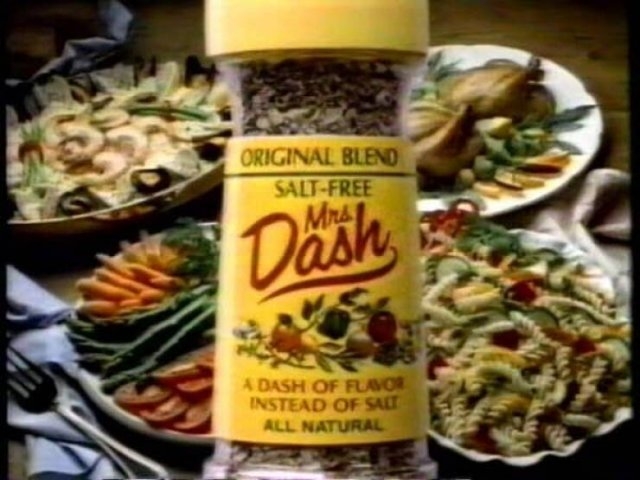 ORIGINAL BLEND
SALT-FREE
Mrs.
Dash
A DASH OF FLAVOR
INSTEAD OF SALT
ALL NATURAL